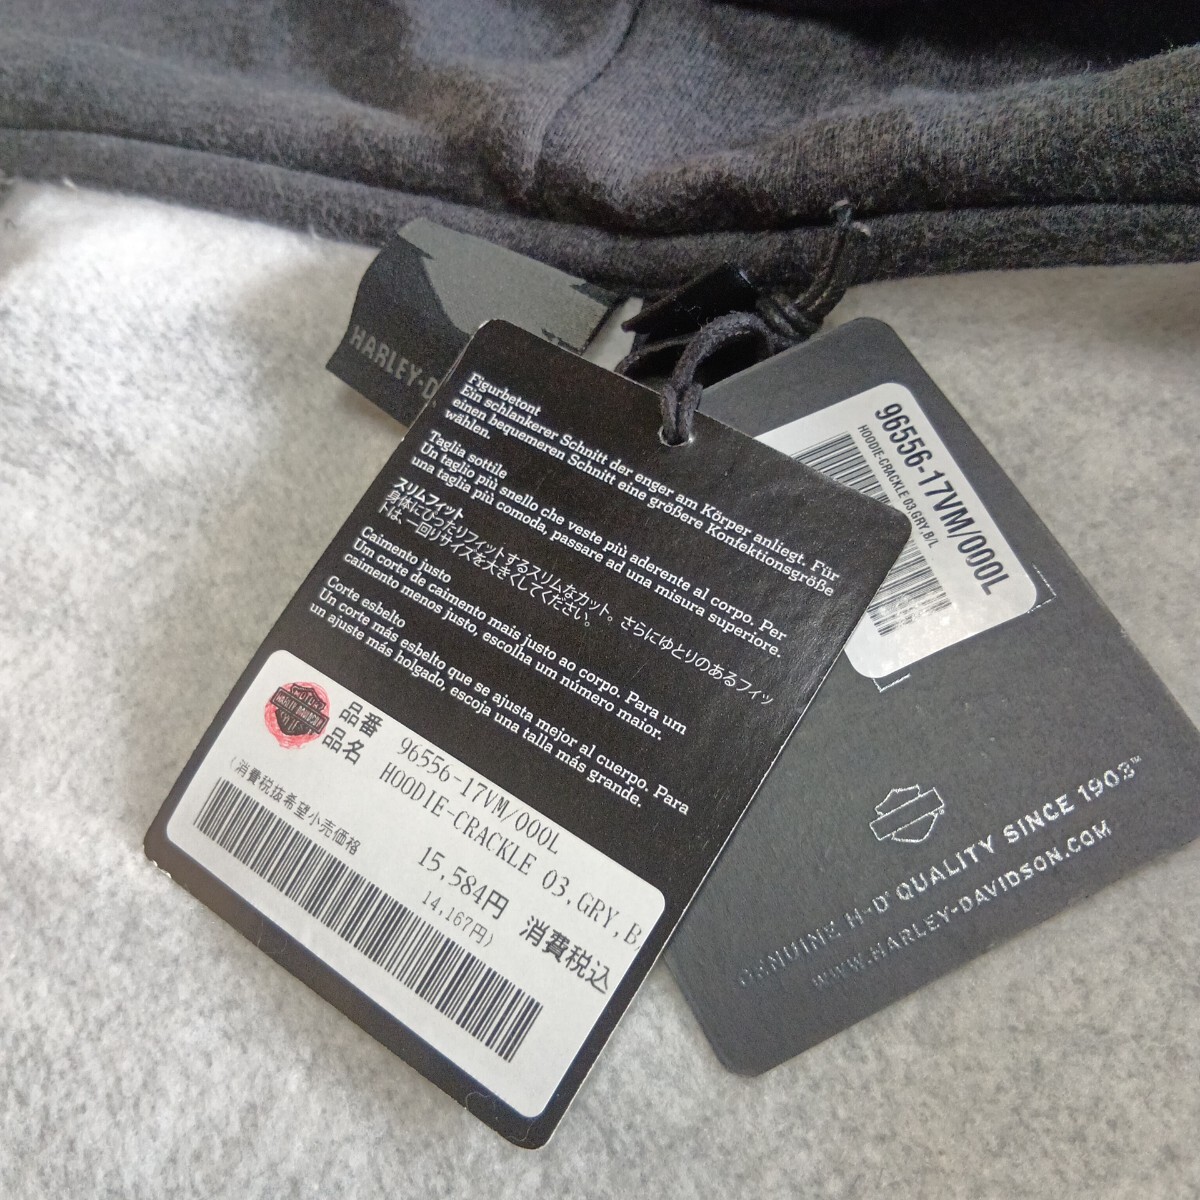 HARLEY-D
Figurbetont
Ein schlankerer Schnitt der enger am Körper anliegt. Für
einen bequemeren Schnitt eine größere Konfektionsgröße
wählen.
Taglia sottile
Un taglio più snello che veste più aderente al corpo. Per
una taglia più comoda, passare ad una misura superiore.
スリムフィット
身体にぴったりフィットするスリムなカット。さらにゆとりのあるフィッ
トは、一回りサイズを大きくしてください。
Caimento justo
Um corte de caimento mais justo ao corpo. Para um
caimento menos justo, escolha um número maior.
Corte esbelto
Un corte más esbelto que se ajusta mejor al cuerpo. Para
un ajuste más holgado, escoja una talla más grande.
MOTOR
HARLEY-DAVIDSON
品番 96556-17VM/000L
品名 HOODIE-CRACKLE 03,GRY,B/
15,584円 消費税込
(消費税抜希望小売価格 14,167円)
96556-17VM/000L
HOODIE-CRACKLE 03,GRY,B/L
GENUINE H-D® QUALITY SINCE 1903™
WWW.HARLEY-DAVIDSON.COM